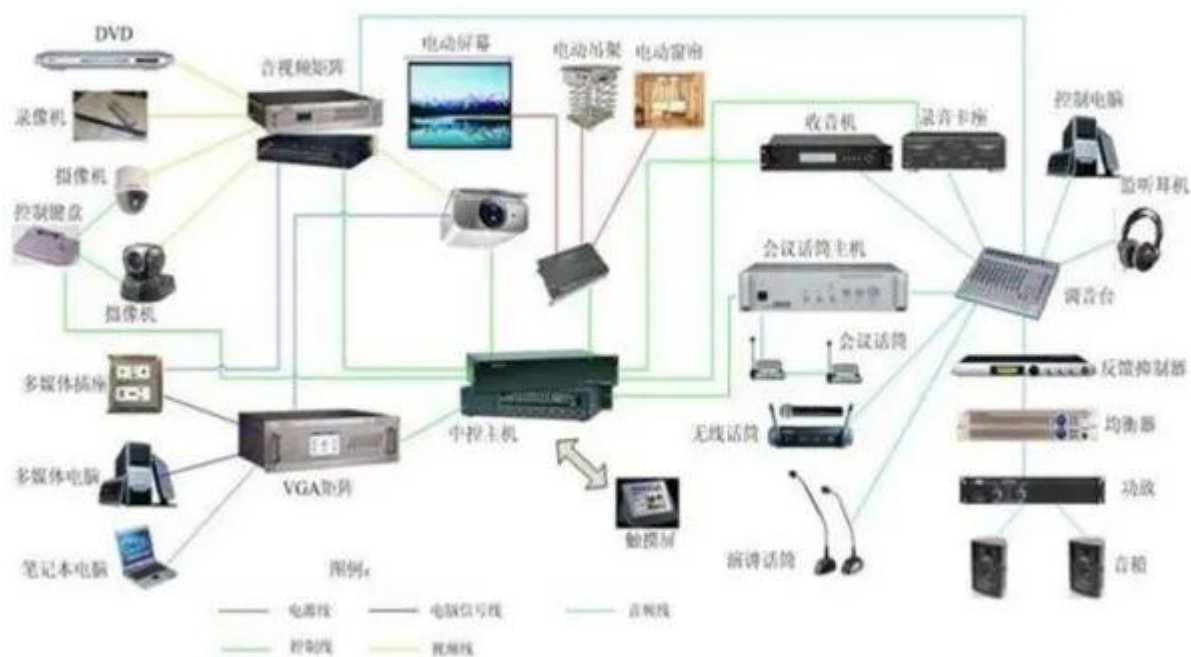 DVD
音视频矩阵
电动屏幕
电动吊架
电动窗帘
录像机
收音机
录音卡座
控制电脑
摄像机
监听耳机
控制键盘
会议话筒主机
摄像机
调音台
会议话筒
多媒体插座
反馈抑制器
中控主机
无线话筒
均衡器
多媒体电脑
VGA矩阵
功放
触摸屏
笔记本电脑
图例:
演讲话筒
音箱
电源线
电脑信号线
音频线
控制线
视频线